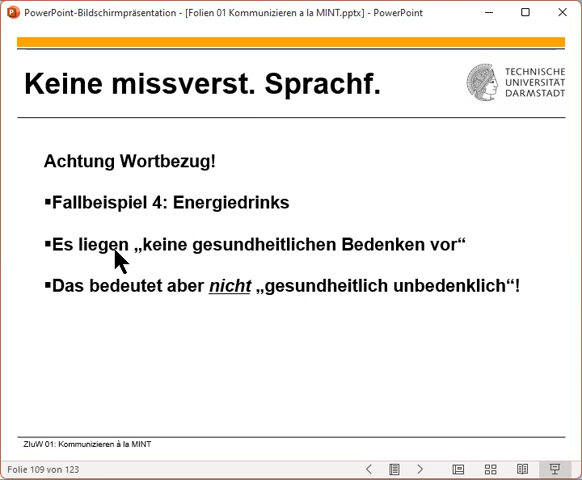 PowerPoint-Bildschirmpräsentation - [Folien 01 Kommunizieren a la MINT.pptx] - PowerPoint
Keine missverst. Sprachf.
TECHNISCHE
UNIVERSITÄT
DARMSTADT
Achtung Wortbezug!
▪Fallbeispiel 4: Energiedrinks
▪Es liegen „keine gesundheitlichen Bedenken vor“
▪Das bedeutet aber nicht „gesundheitlich unbedenklich“!
ZIuW 01: Kommunizieren à la MINT
Folie 109 von 123